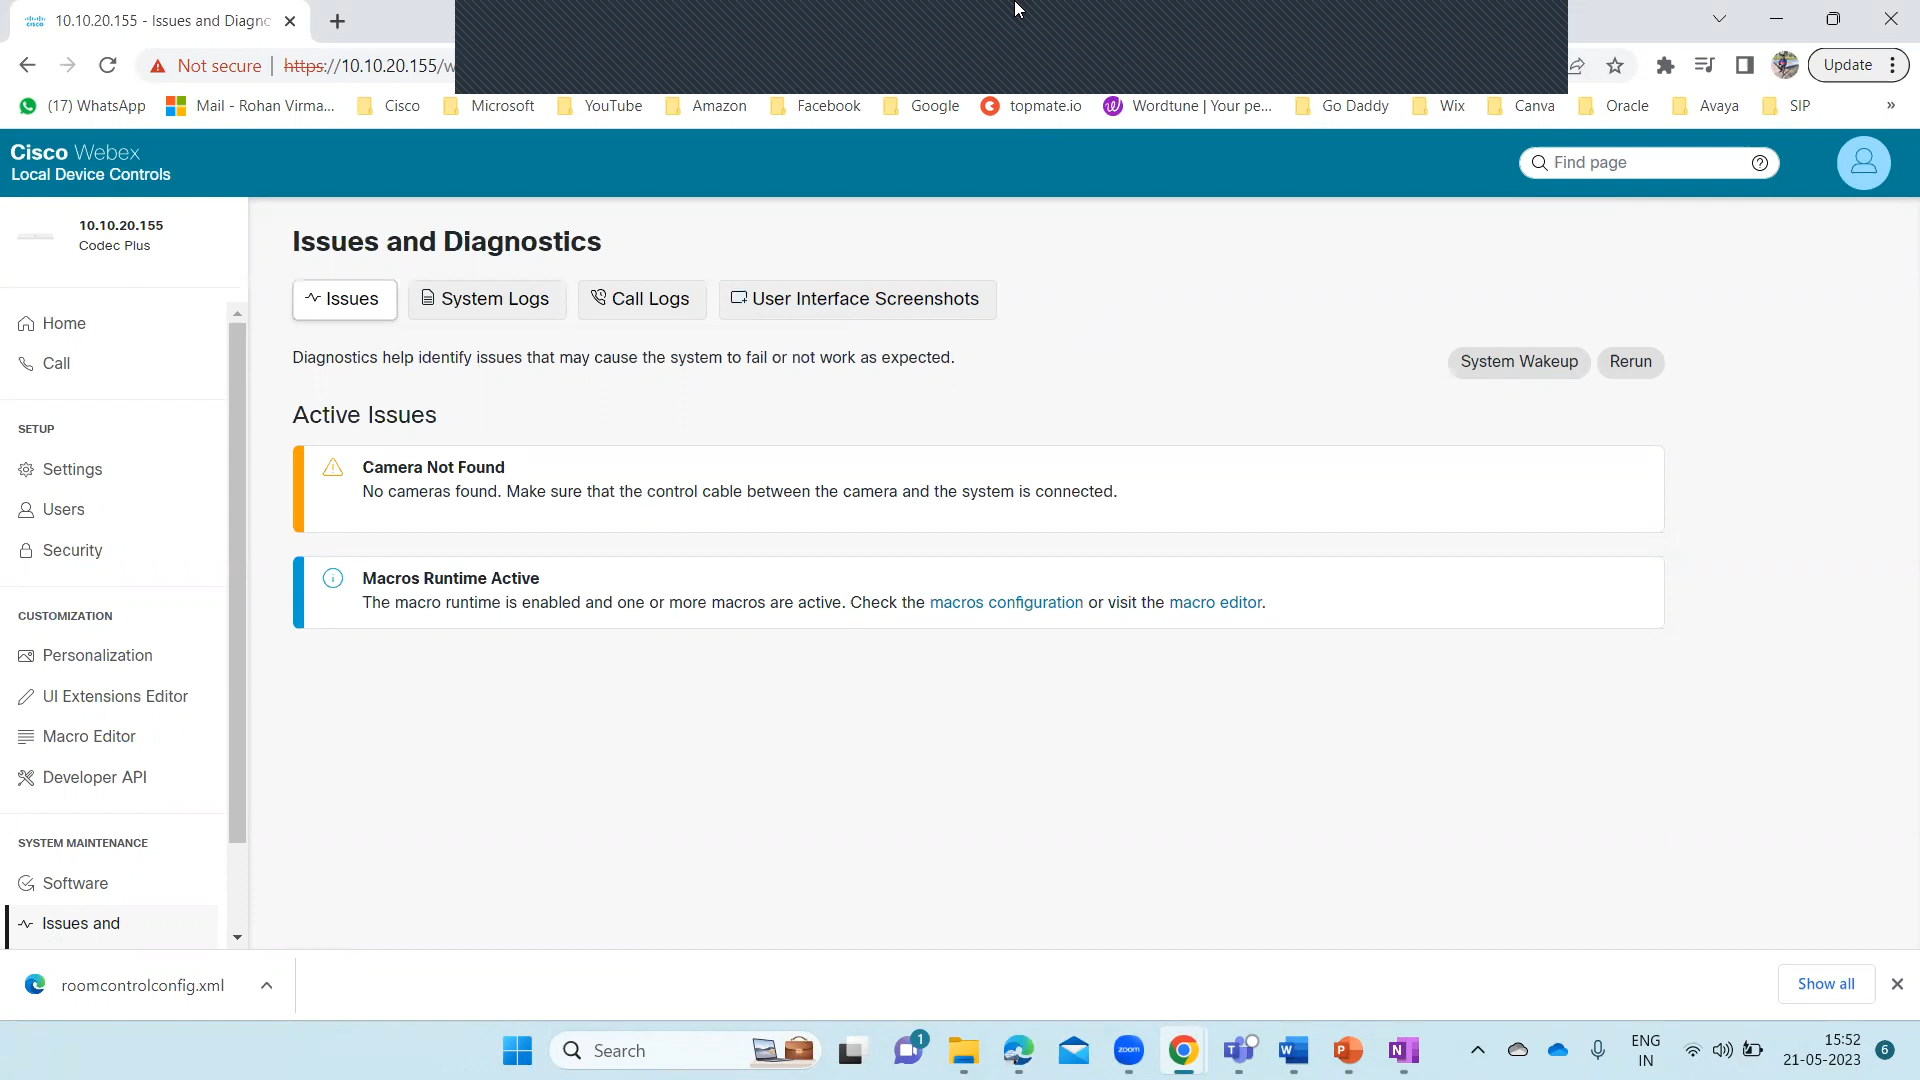 10.10.20.155 - Issues and Diagnc
Not secure | https://10.10.20.155/w
Update
(17) WhatsApp
Mail - Rohan Virma...
Cisco
Microsoft
YouTube
Amazon
Facebook
Google
topmate.io
Wordtune | Your pe...
Go Daddy
Wix
Canva
Oracle
Avaya
SIP
»
Cisco Webex
Local Device Controls
Find page
10.10.20.155
Codec Plus
Home
Call
SETUP
Settings
Users
Security
CUSTOMIZATION
Personalization
UI Extensions Editor
Macro Editor
Developer API
SYSTEM MAINTENANCE
Software
Issues and
Issues and Diagnostics
Issues
System Logs
Call Logs
User Interface Screenshots
Diagnostics help identify issues that may cause the system to fail or not work as expected.
System Wakeup
Rerun
Active Issues
Camera Not Found
No cameras found. Make sure that the control cable between the camera and the system is connected.
Macros Runtime Active
The macro runtime is enabled and one or more macros are active. Check the macros configuration or visit the macro editor.
roomcontrolconfig.xml
Show all
Search
1
zoom
ENG
IN
15:52
21-05-2023
6